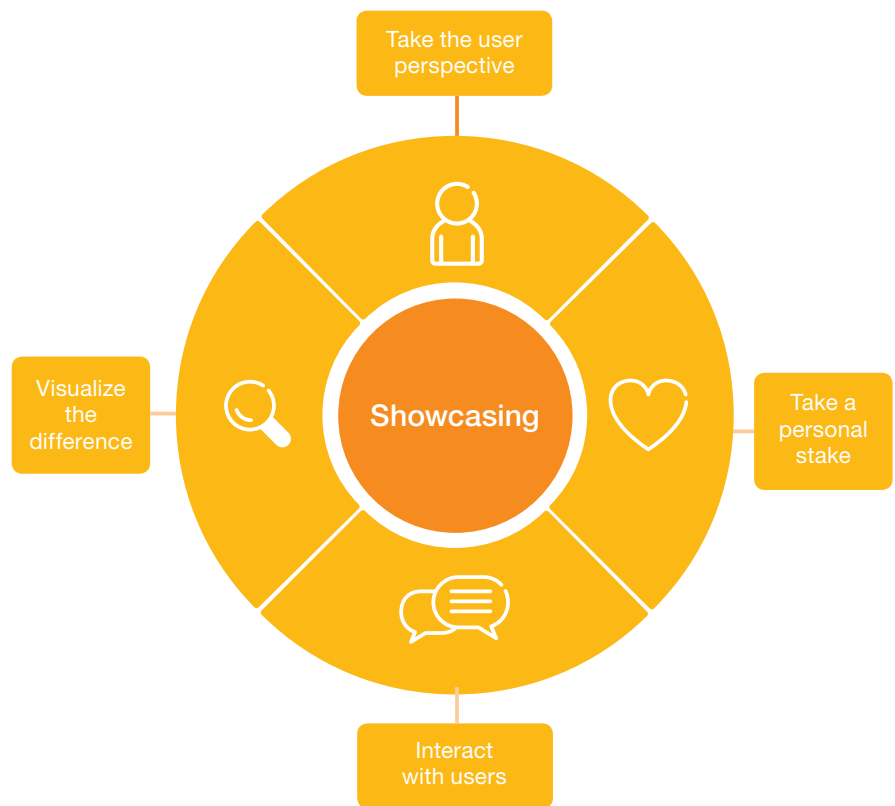 Take the user
perspective
Visualize
the
difference
Showcasing
Take a
personal
stake
Interact
with users